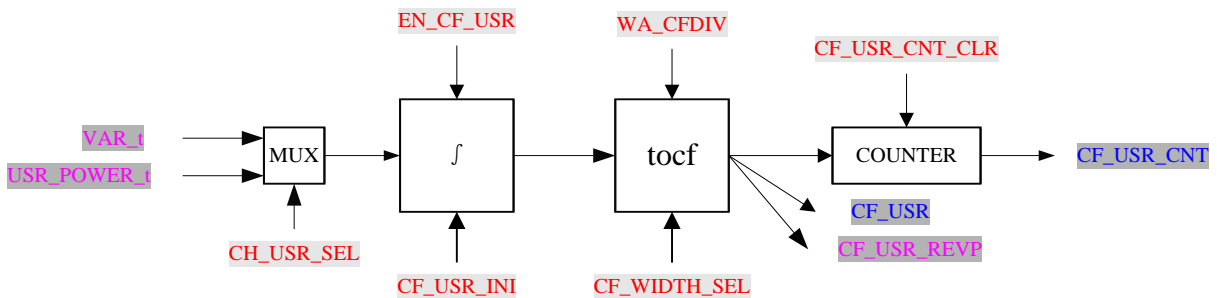 EN_CF_USR
WA_CFDIV
CF_USR_CNT_CLR
VAR_t
USR_POWER_t
MUX
∫
tocf
COUNTER
CF_USR_CNT
CF_USR
CF_USR_REVP
CH_USR_SEL
CF_USR_INI
CF_WIDTH_SEL